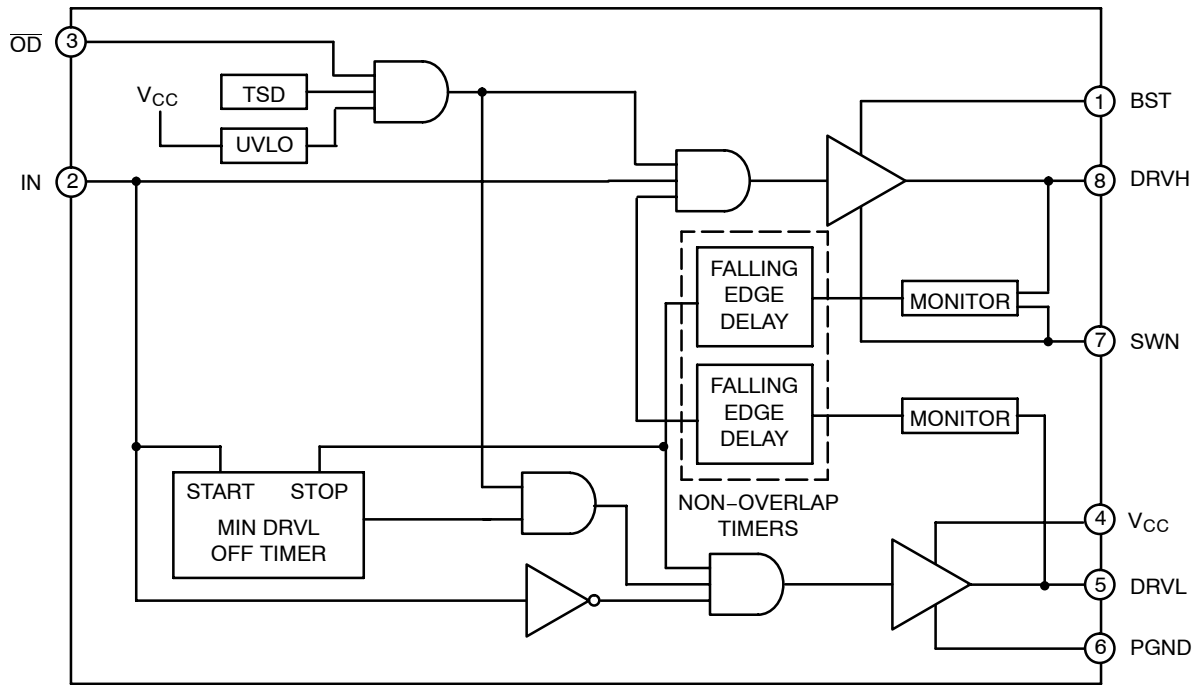 OD
3
TSD
VCC
UVLO
IN
2
1
BST
8
DRVH
FALLING
EDGE
DELAY
MONITOR
7
SWN
FALLING
EDGE
DELAY
MONITOR
START STOP
MIN DRVL
OFF TIMER
NON–OVERLAP
TIMERS
4
VCC
5
DRVL
6
PGND